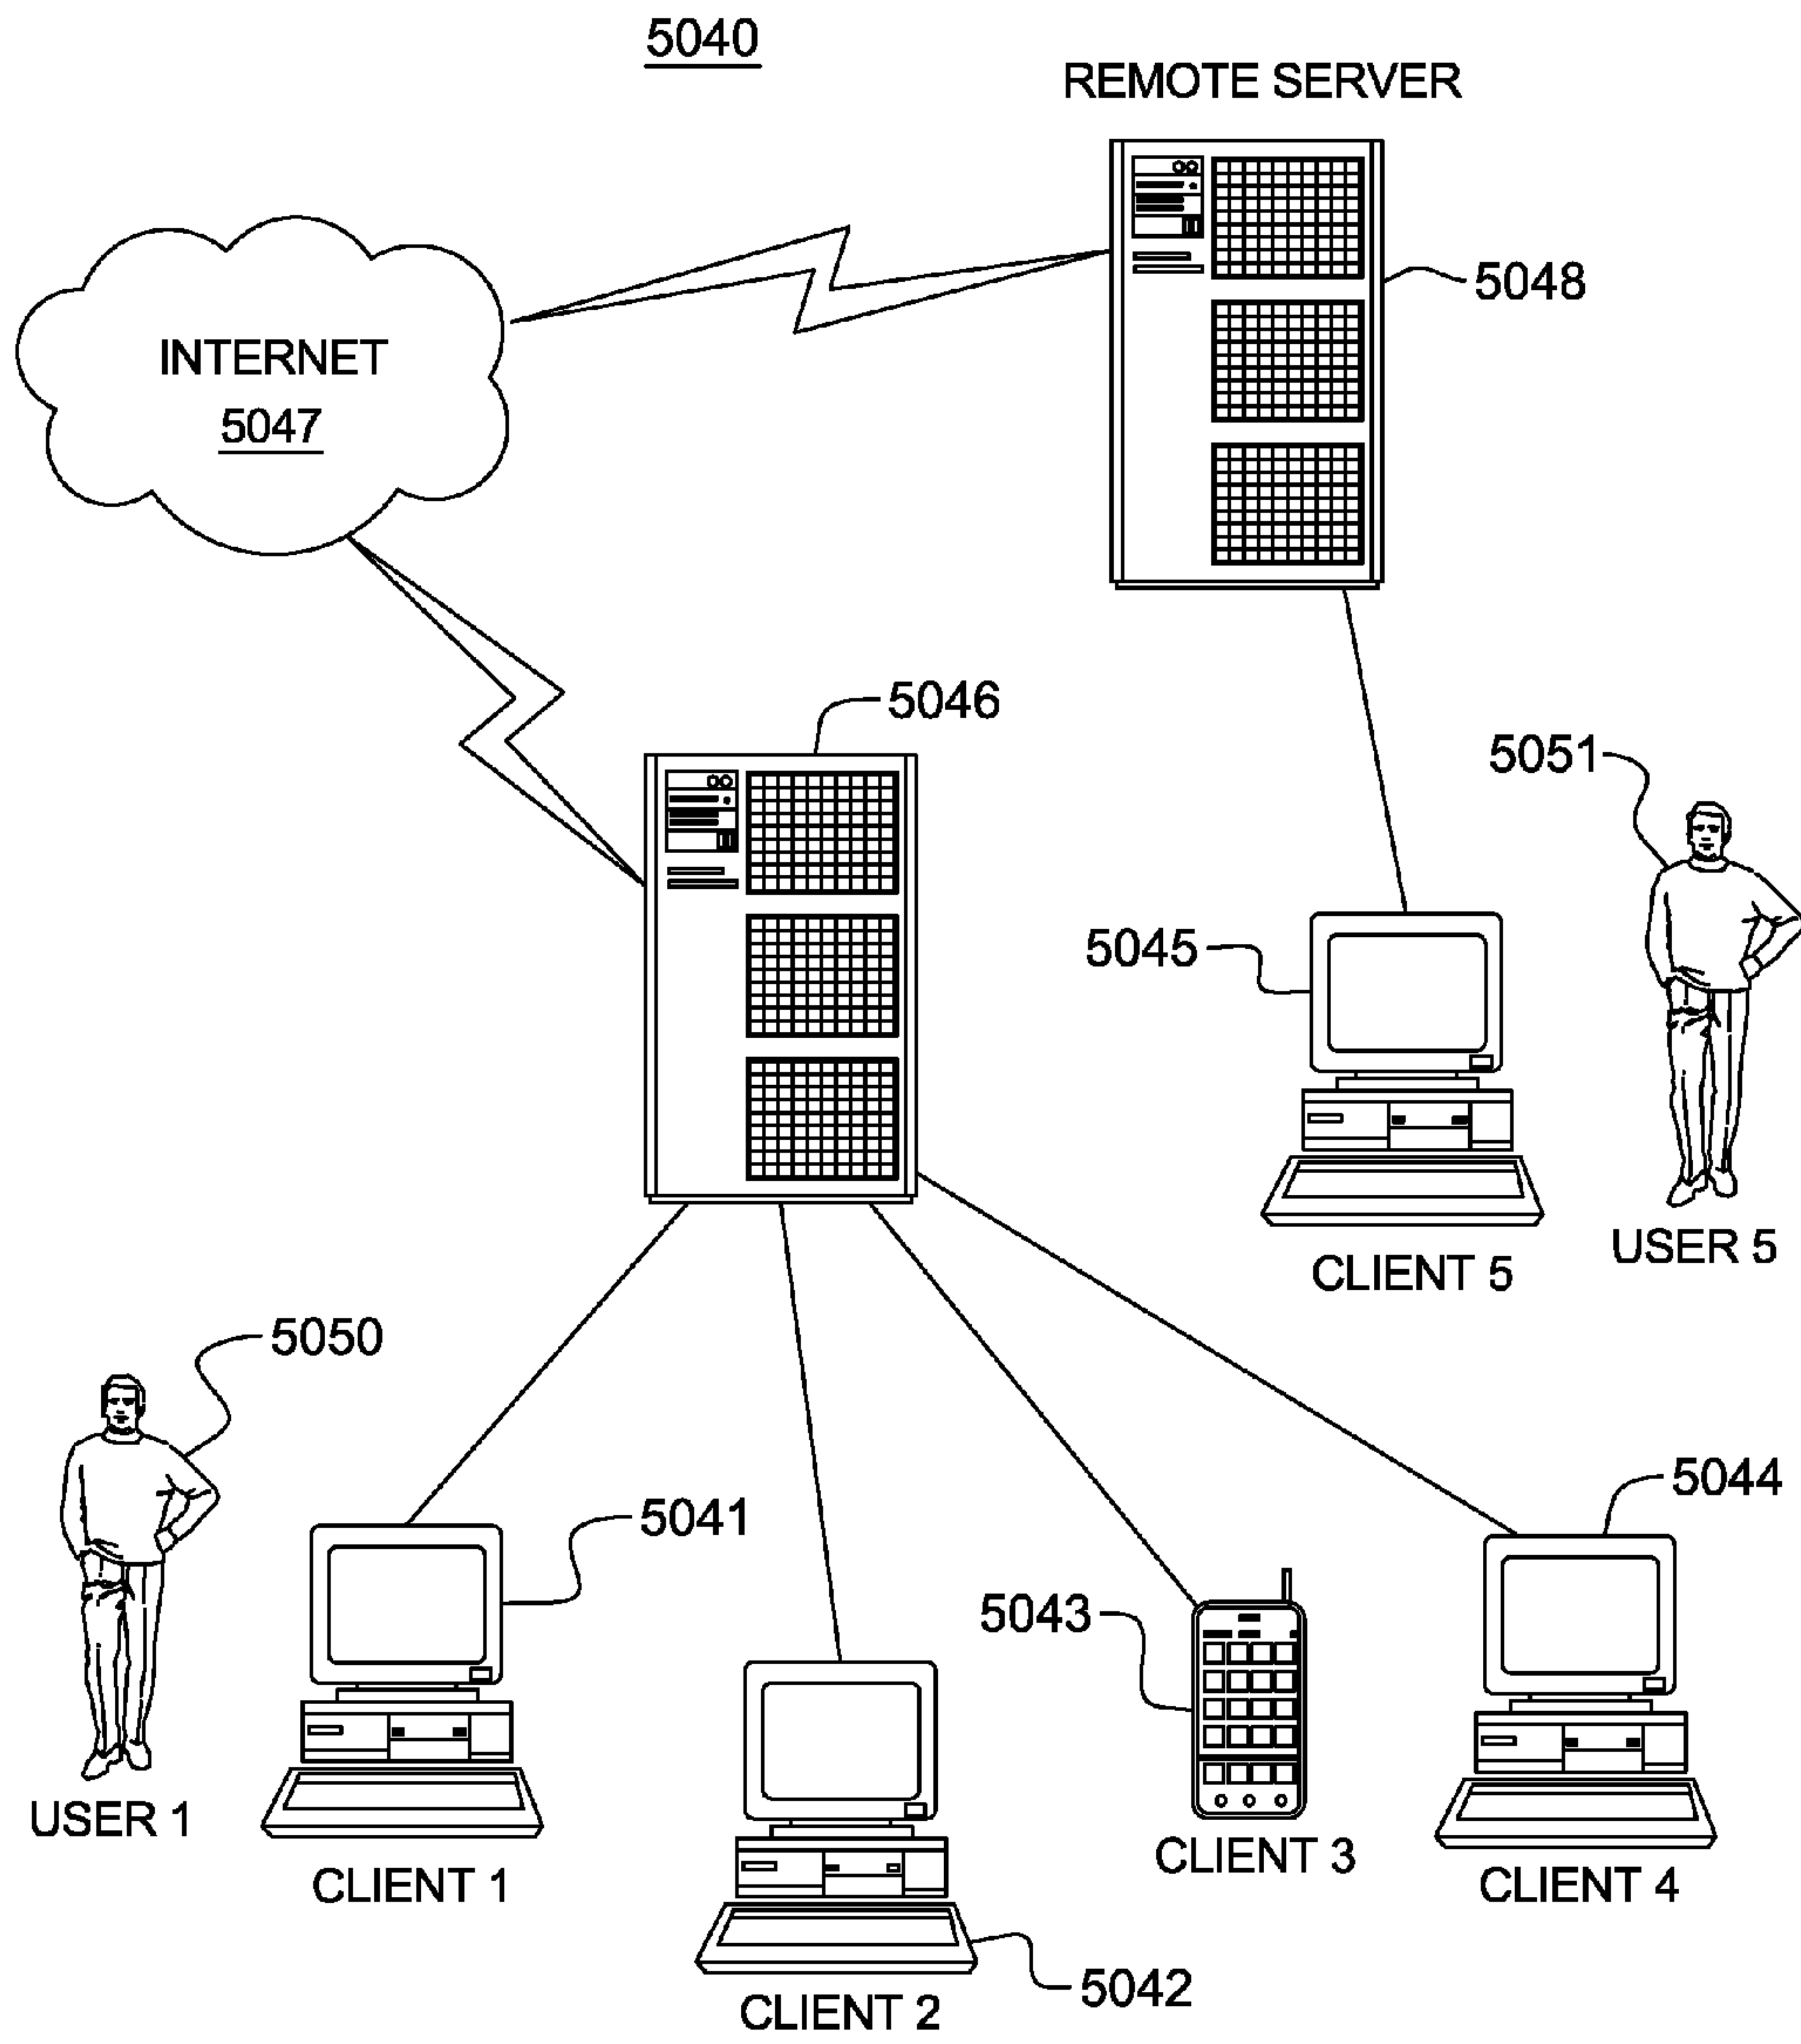 5040
REMOTE SERVER
5048
INTERNET
5047
5046
5051
5045
USER 5
CLIENT 5
5050
5044
5041
5043
USER 1
CLIENT 3
CLIENT 1
CLIENT 4
5042
CLIENT 2